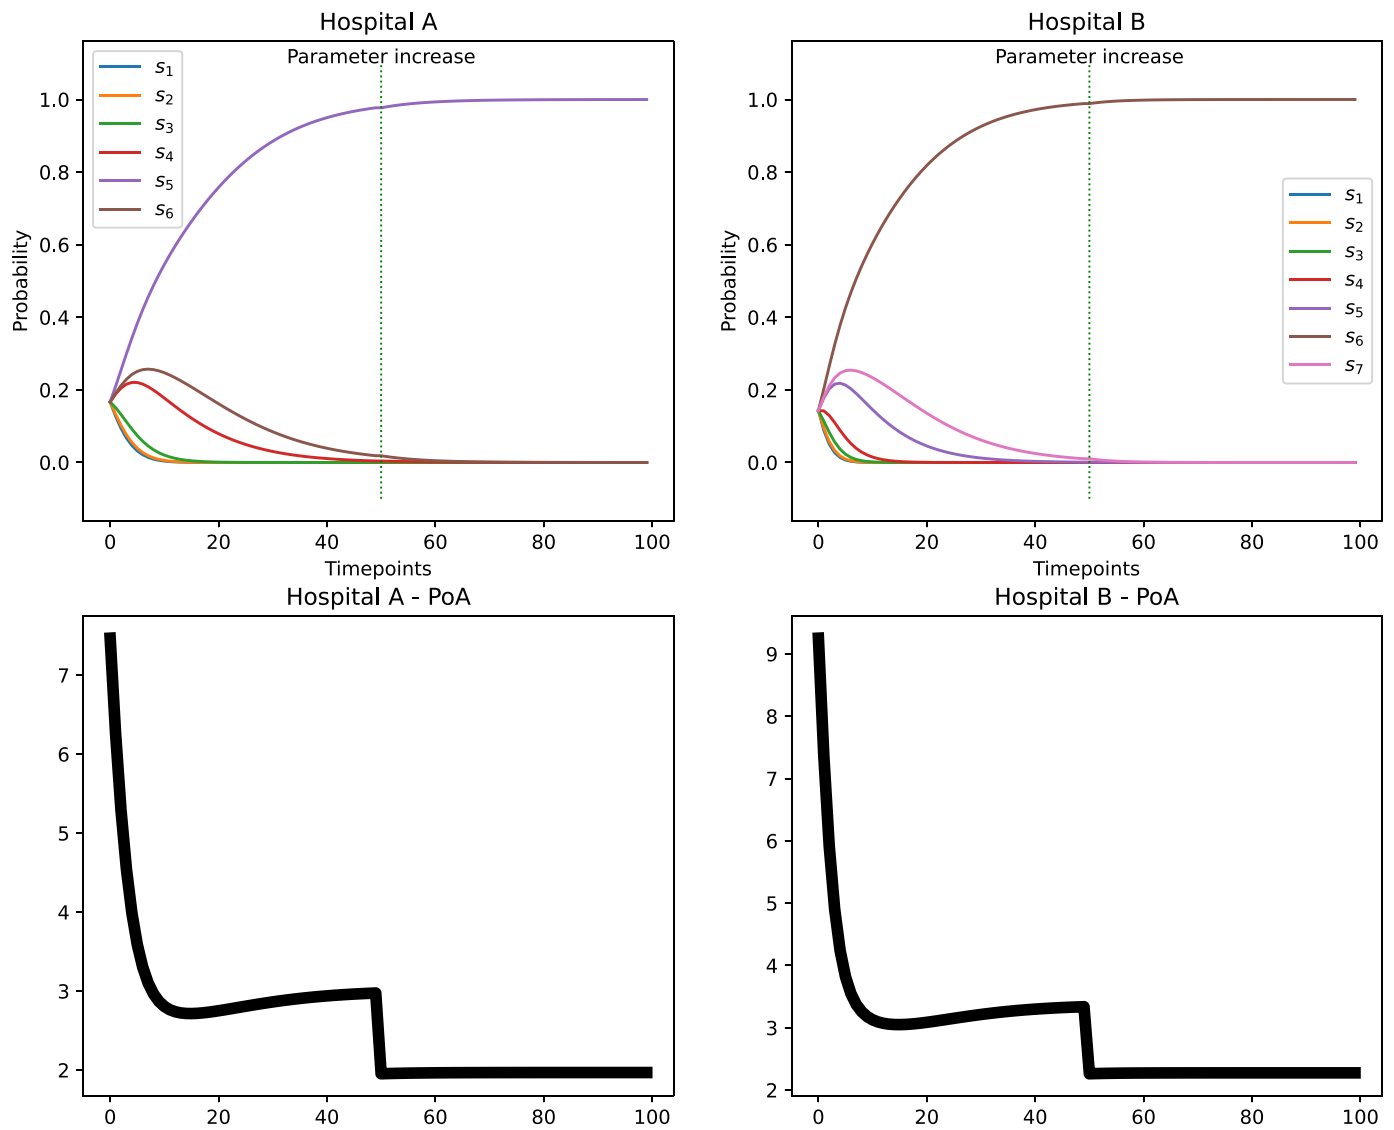 Hospital A
Parameter increase
s1
s2
s3
s4
s5
s6
1.0
0.8
0.6
0.4
0.2
0.0
Probability
0 20 40 60 80 100
Timepoints
Hospital B
Parameter increase
s1
s2
s3
s4
s5
s6
s7
1.0
0.8
0.6
0.4
0.2
0.0
Probability
0 20 40 60 80 100
Timepoints
Hospital A - PoA
7
6
5
4
3
2
0 20 40 60 80 100
Hospital B - PoA
9
8
7
6
5
4
3
2
0 20 40 60 80 100